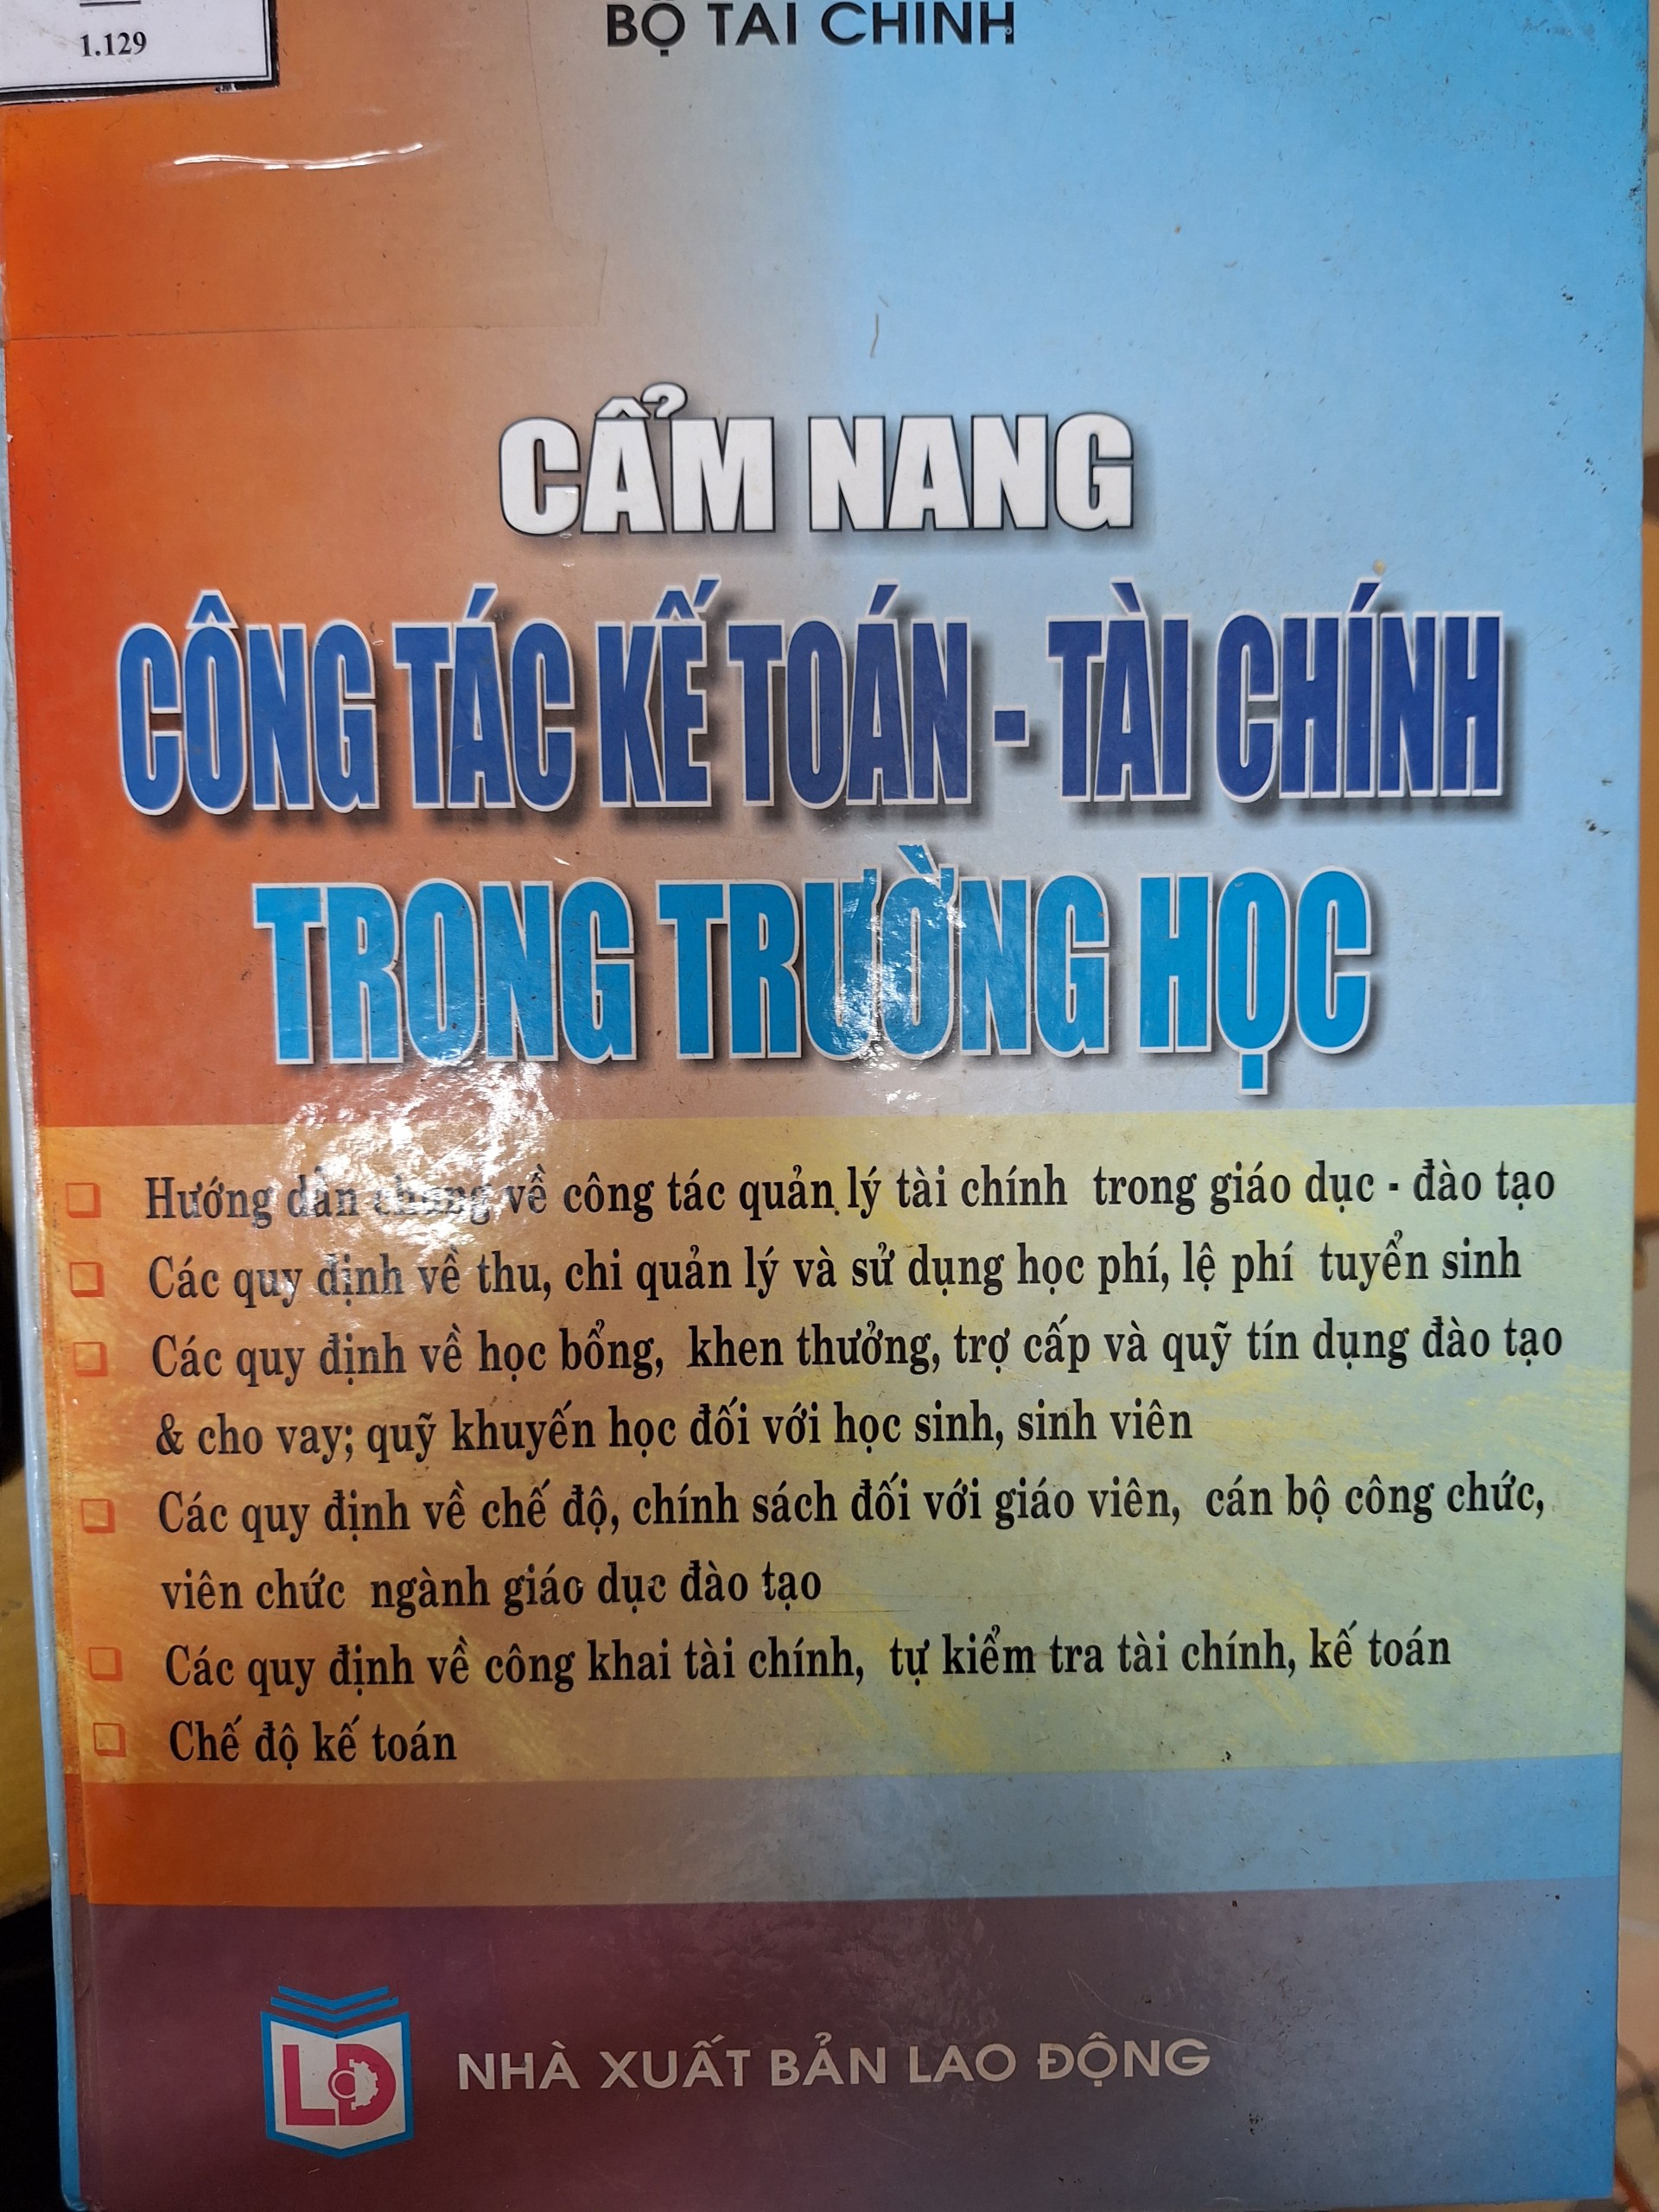 1.129
BỘ TÀI CHÍNH
CẨM NANG
CÔNG TÁC KẾ TOÁN - TÀI CHÍNH
TRONG TRƯỜNG HỌC
❑ Hướng dẫn chung về công tác quản lý tài chính trong giáo dục - đào tạo
❑ Các quy định về thu, chi quản lý và sử dụng học phí, lệ phí tuyển sinh
❑ Các quy định về học bổng, khen thưởng, trợ cấp và quỹ tín dụng đào tạo
& cho vay; quỹ khuyến học đối với học sinh, sinh viên
❑ Các quy định về chế độ, chính sách đối với giáo viên, cán bộ công chức,
viên chức ngành giáo dục đào tạo
❑ Các quy định về công khai tài chính, tự kiểm tra tài chính, kế toán
❑ Chế độ kế toán
LĐ
NHÀ XUẤT BẢN LAO ĐỘNG